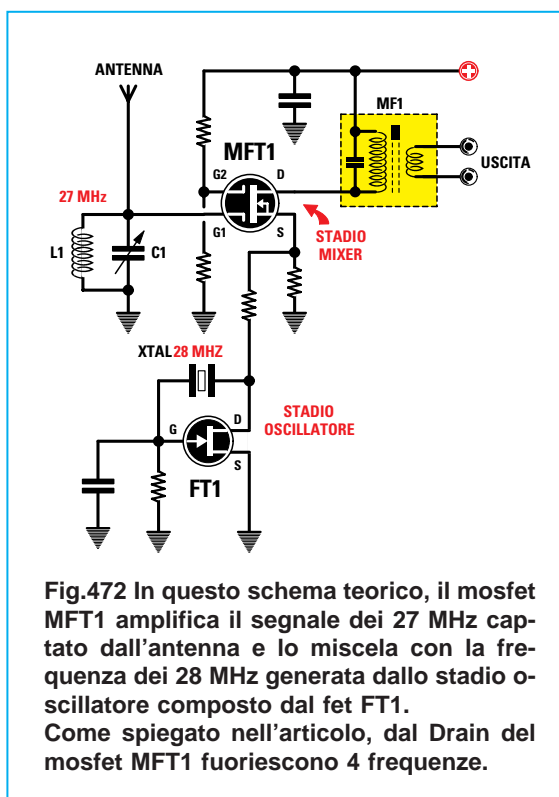 ANTENNA
MF1
USCITA
MFT1
G2
D
G1
S
27 MHz
L1
C1
STADIO
MIXER
XTAL 28 MHZ
STADIO
OSCILLATORE
G
D
S
FT1
Fig.472 In questo schema teorico, il mosfet
MFT1 amplifica il segnale dei 27 MHz cap-
tato dall'antenna e lo miscela con la fre-
quenza dei 28 MHz generata dallo stadio o-
scillatore composto dal fet FT1.
Come spiegato nell'articolo, dal Drain del
mosfet MFT1 fuoriescono 4 frequenze.